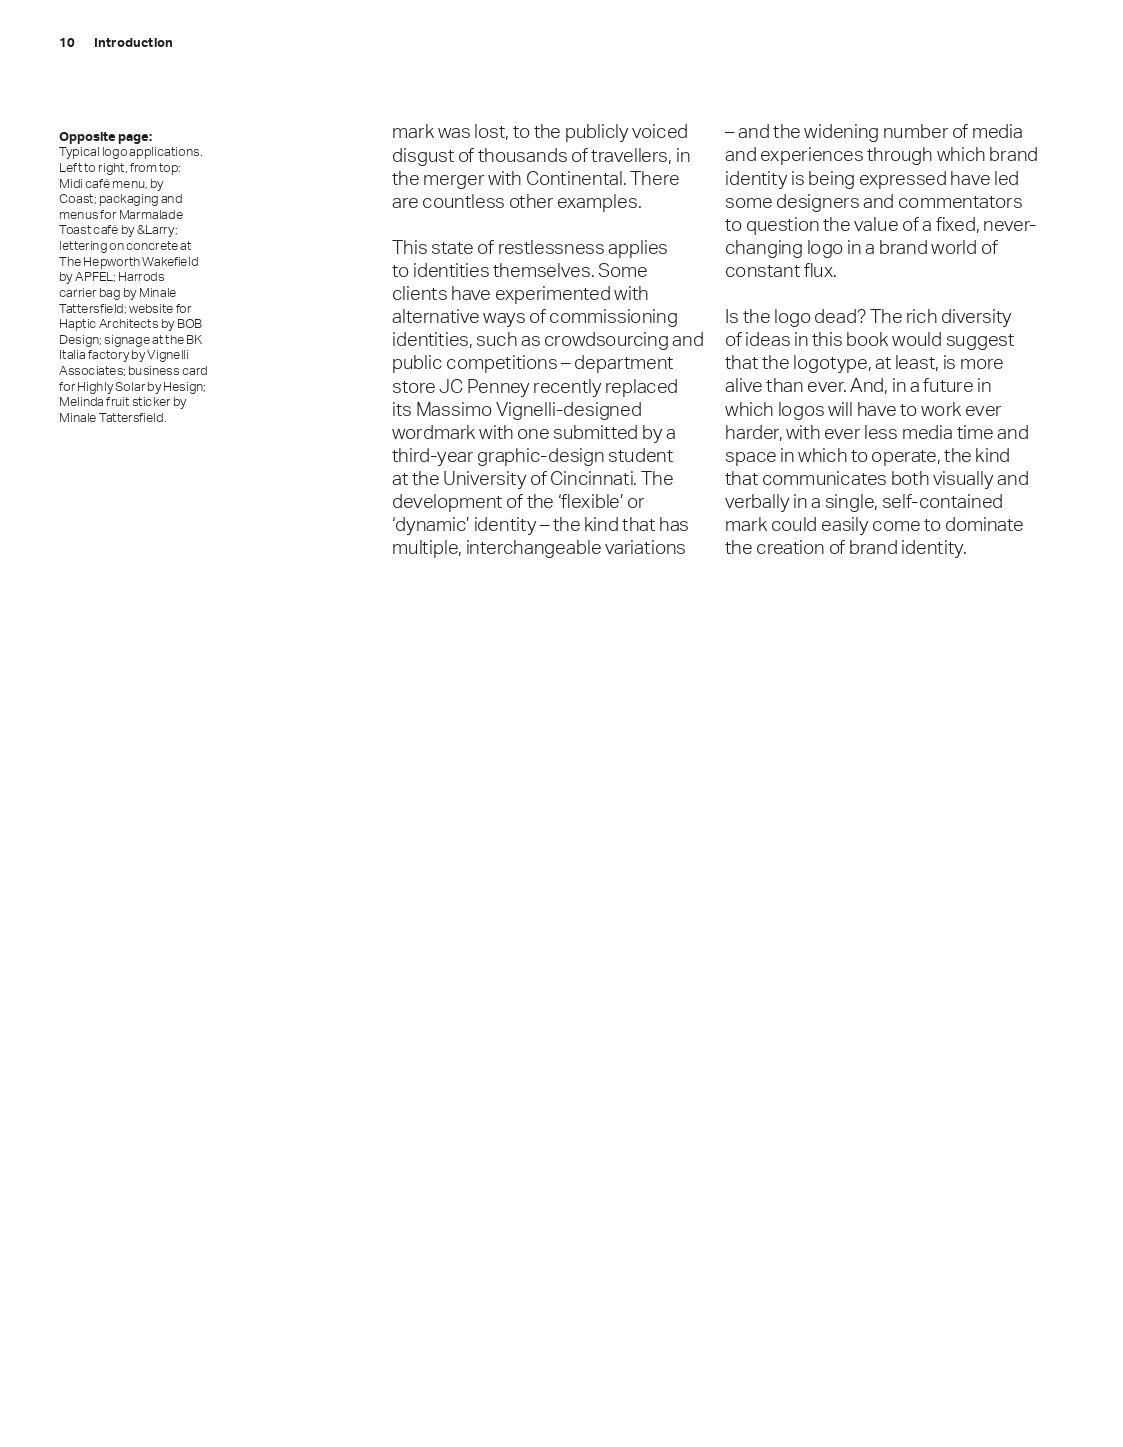 10 Introduction
Opposite page:
Typical logo applications.
Left to right, from top:
Midi café menu, by
Coast; packaging and
menus for Marmalade
Toast café by &Larry;
lettering on concrete at
The Hepworth Wakefield
by APFEL; Harrods
carrier bag by Minale
Tattersfield; website for
Haptic Architects by BOB
Design; signage at the BK
Italia factory by Vignelli
Associates; business card
for Highly Solar by Hesign;
Melinda fruit sticker by
Minale Tattersfield.
mark was lost, to the publicly voiced
disgust of thousands of travellers, in
the merger with Continental. There
are countless other examples.
This state of restlessness applies
to identities themselves. Some
clients have experimented with
alternative ways of commissioning
identities, such as crowdsourcing and
public competitions – department
store JC Penney recently replaced
its Massimo Vignelli-designed
wordmark with one submitted by a
third-year graphic-design student
at the University of Cincinnati. The
development of the ‘flexible’ or
‘dynamic’ identity – the kind that has
multiple, interchangeable variations
– and the widening number of media
and experiences through which brand
identity is being expressed have led
some designers and commentators
to question the value of a fixed, never-
changing logo in a brand world of
constant flux.
Is the logo dead? The rich diversity
of ideas in this book would suggest
that the logotype, at least, is more
alive than ever. And, in a future in
which logos will have to work ever
harder, with ever less media time and
space in which to operate, the kind
that communicates both visually and
verbally in a single, self-contained
mark could easily come to dominate
the creation of brand identity.